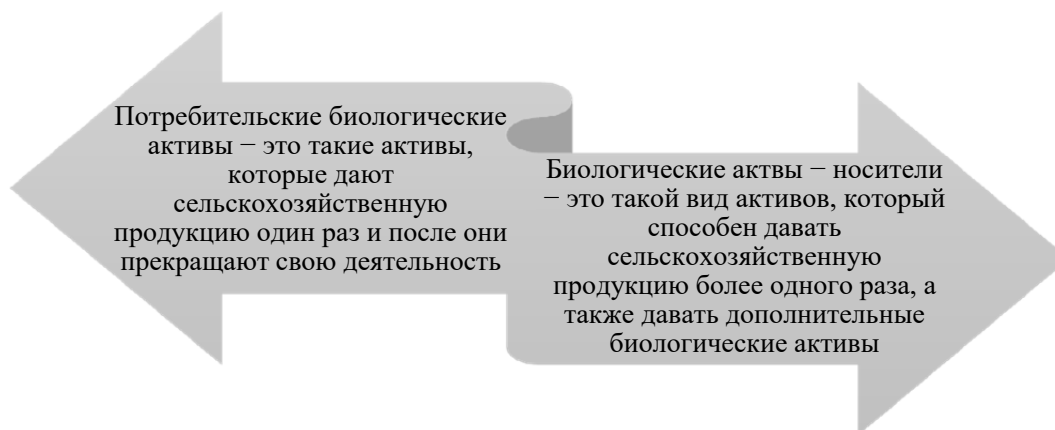 Потребительские биологические
активы − это такие активы,
которые дают
сельскохозяйственную
продукцию один раз и после они
прекращают свою деятельность
Биологические актвы − носители
− это такой вид активов, который
способен давать
сельскохозяйственную
продукцию более одного раза, а
также давать дополнительные
биологические активы